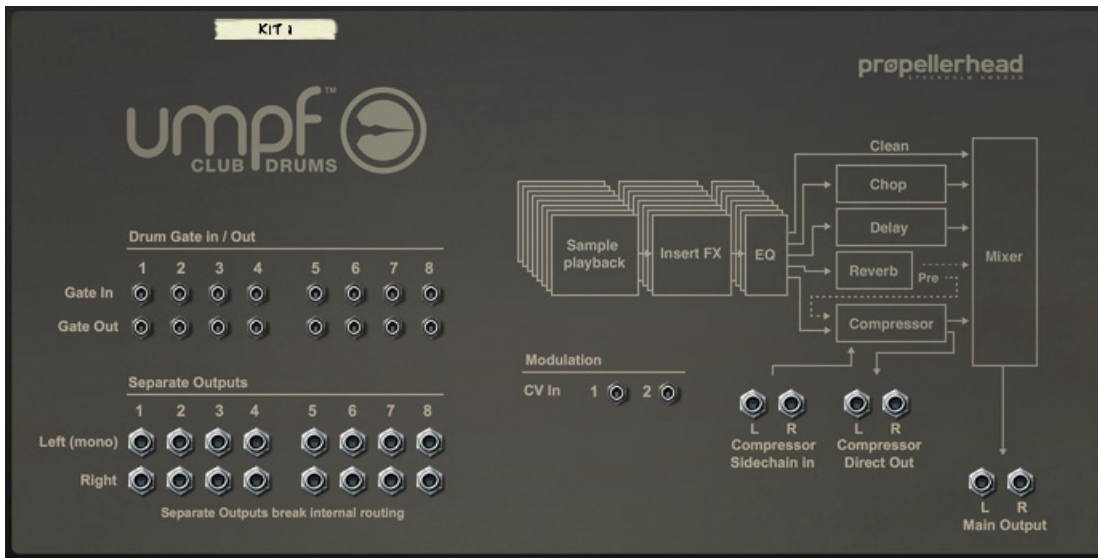 KIT 1
propellerhead
STOCKHOLM SWEDEN
umpf™
CLUB DRUMS
Drum Gate in / Out
1 2 3 4 5 6 7 8
Gate In
Gate Out
Separate Outputs
1 2 3 4 5 6 7 8
Left (mono)
Right
Separate Outputs break internal routing
Sample
playback
Insert FX
EQ
Clean
Chop
Delay
Reverb
Pre
Compressor
Mixer
Modulation
CV In 1 2
L R
Compressor
Sidechain in
L R
Compressor
Direct Out
L R
Main Output